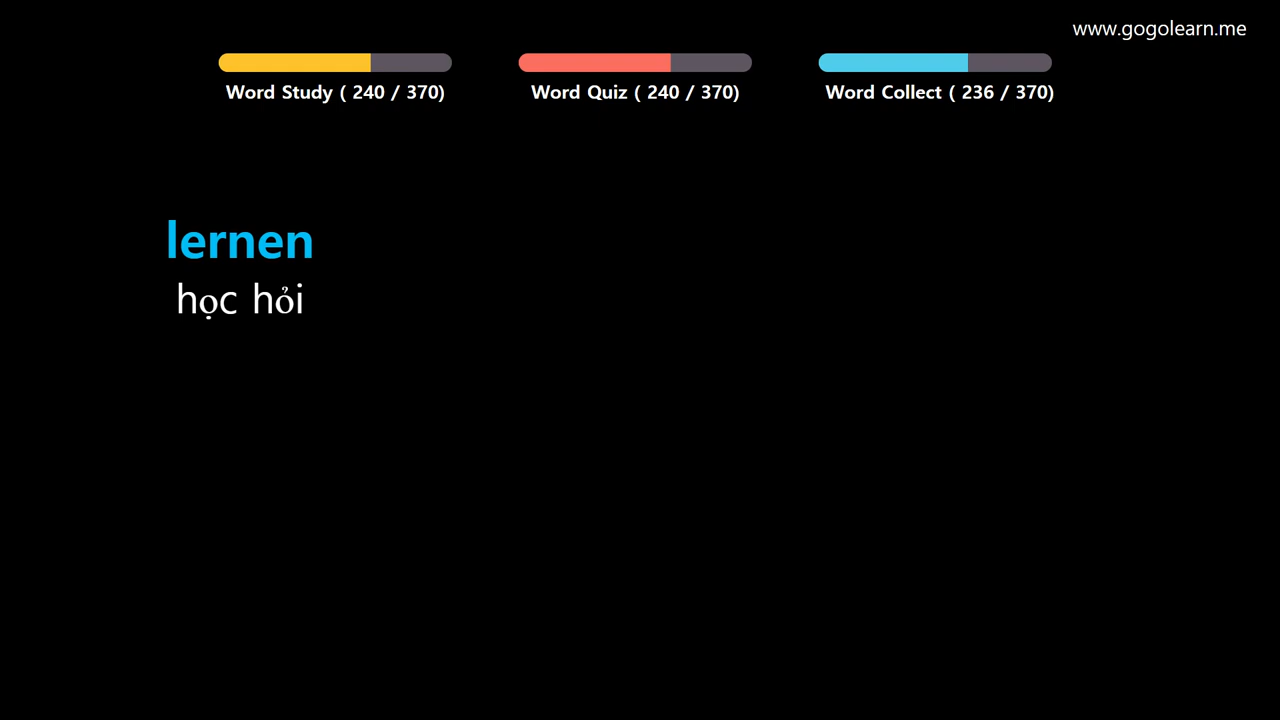 www.gogolearn.me
Word Study ( 240 / 370)
Word Quiz ( 240 / 370)
Word Collect ( 236 / 370)
lernen
học hỏi